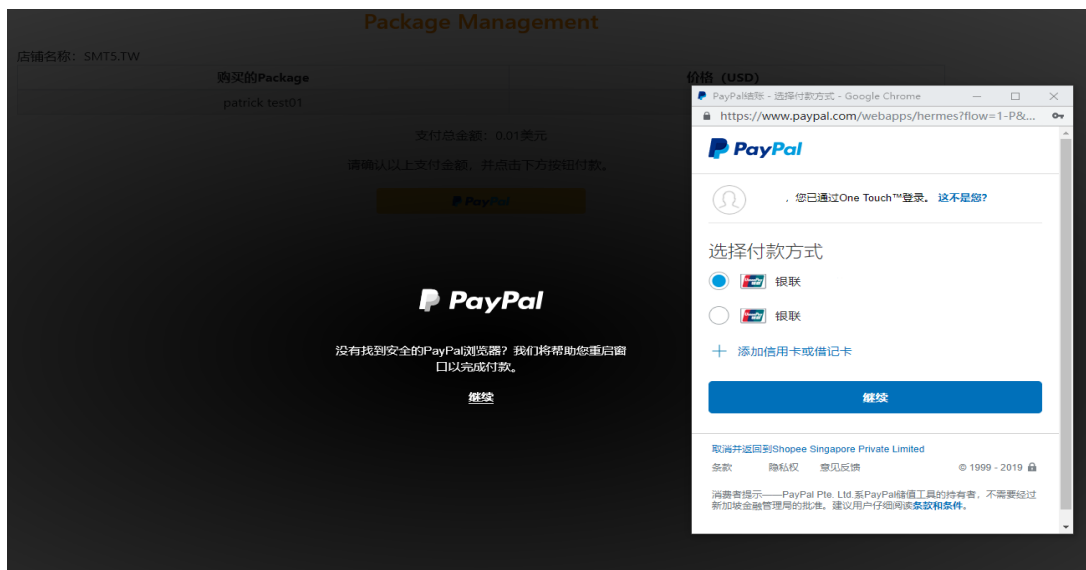 Package Management
店铺名称：SMTS.TW
购买的Package
价格（USD）
patrick test01
支付总金额：0.01美元
请确认以上支付金额，并点击下方按钮付款。
PayPal
PayPal
没有找到安全的PayPal浏览器？我们将帮助您重启窗
口以完成付款。
继续
PayPal结账 - 选择付款方式 - Google Chrome
https://www.paypal.com/webapps/hermes?flow=1-P&...
PayPal
，您已通过One Touch™登录。 这不是您?
选择付款方式
银联
银联
添加信用卡或借记卡
继续
取消并返回到Shopee Singapore Private Limited
条款 隐私权 意见反馈 © 1999 - 2019
消费者提示——PayPal Pte. Ltd.系PayPal储值工具的持有者，不需要经过
新加坡金融管理局的批准。建议用户仔细阅读条款和条件。